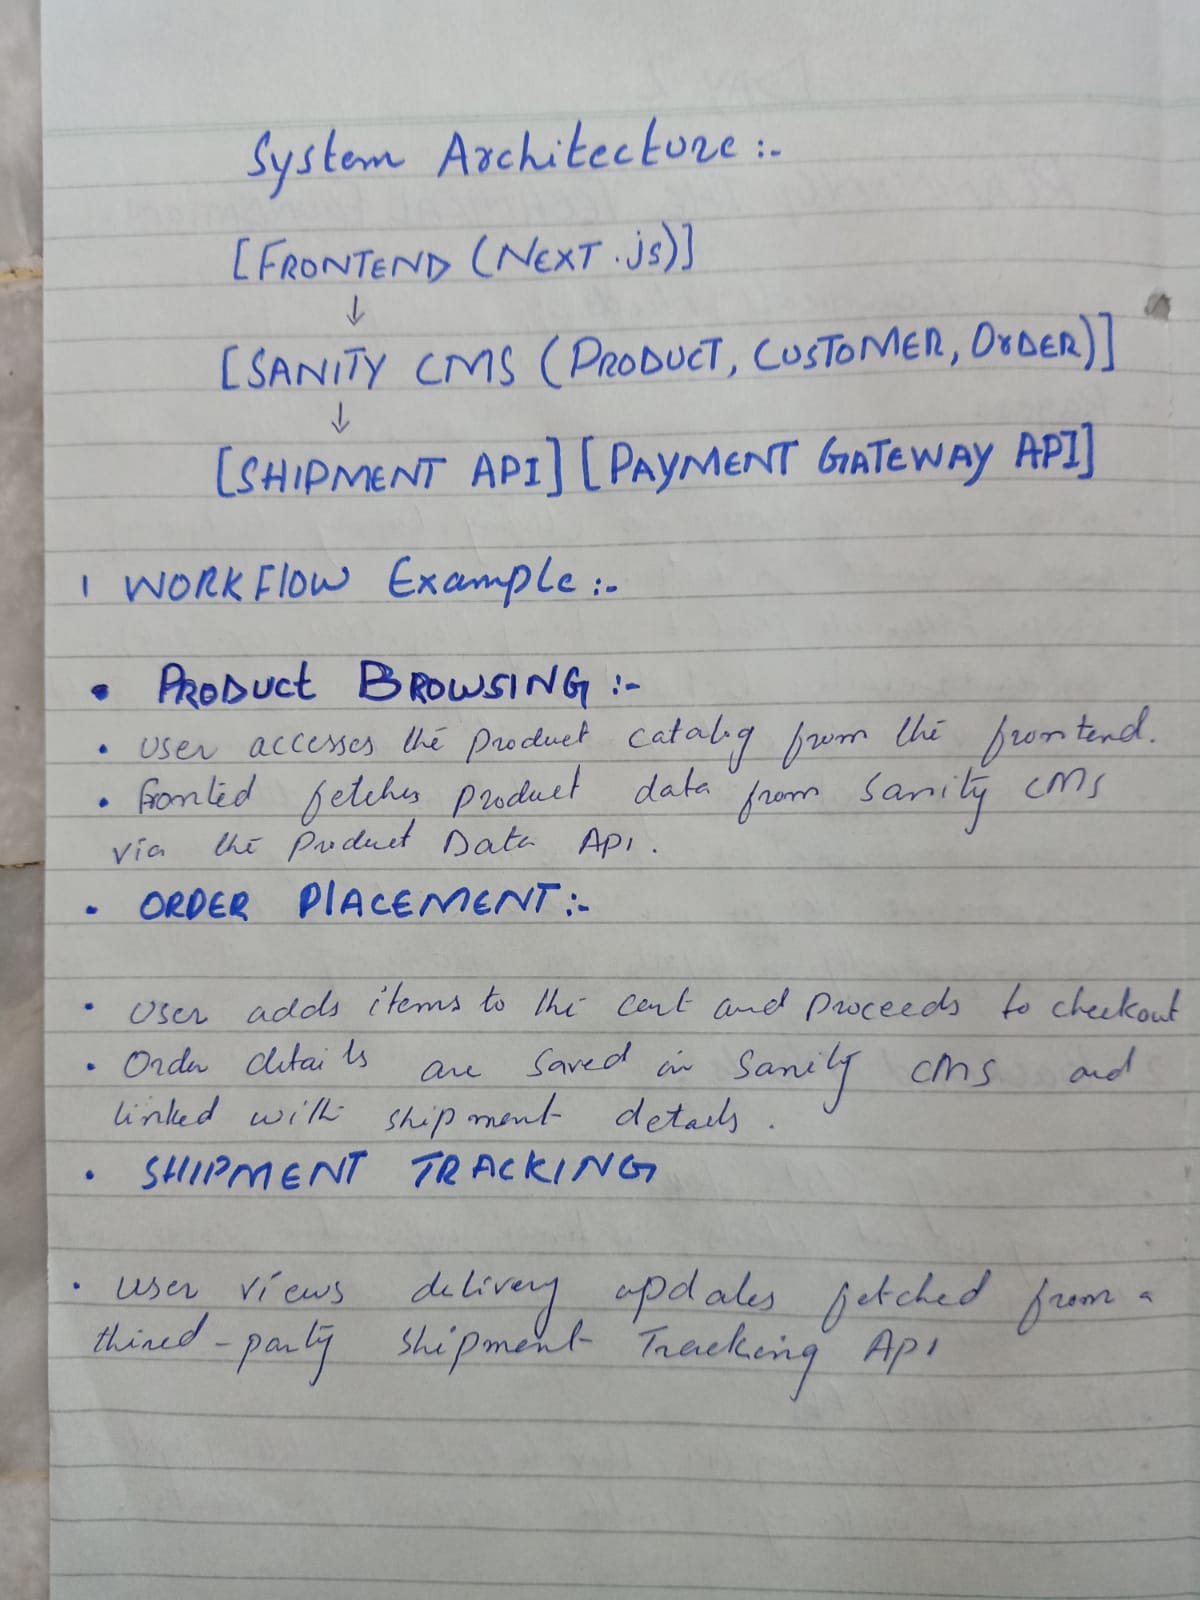 System Architecture :-
[FRONTEND (NEXT.js)]
↓
[SANITY CMS (PRODUCT, CUSTOMER, OrDER)]
↓
[SHIPMENT API] [PAYMENT GATEWAY API]
1 WORKFlOW Example :-
• PRODUCt BROWSING :-
• User accesses the product catalog from the frontend.
• fronted fetches product data from Sanity CMS
via the Product Data Api.
• ORDER PlACEMENT :-
• User adds items to the cart and proceeds to checkout
• Order details are saved in Sanity CMS and
linked with shipment details.
• SHIPMENT TRACKING
• User views delivery updates fetched from a
thired-party Shipment Tracking Api